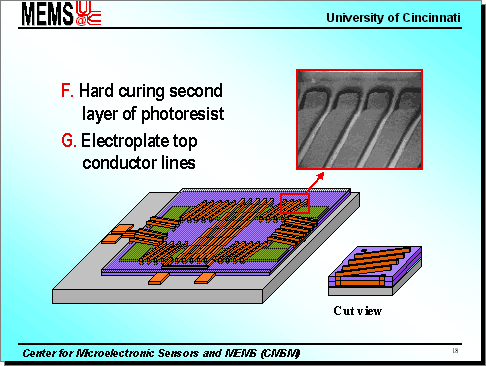 MEMS@UC
University of Cincinnati
F. Hard curing second
layer of photoresist
G. Electroplate top
conductor lines
Cut view
Center for Microelectronic Sensors and MEMS (CMSM)
18